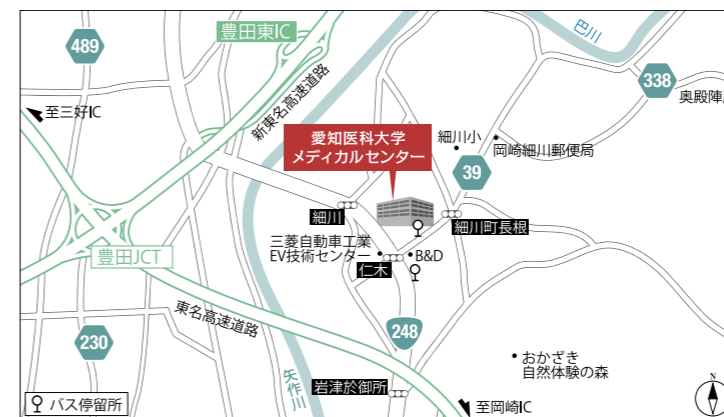 豊田東IC
489
巴川
338
奥殿陣
至三好IC
新東名高速道路
愛知医科大学
メディカルセンター
細川小
岡崎細川郵便局
39
細川
細川町長根
三菱自動車工業
EV技術センター
B&D
仁木
豊田JCT
東名高速道路
248
230
矢作川
おかざき
自然体験の森
岩津於御所
バス停留所
至岡崎IC
N